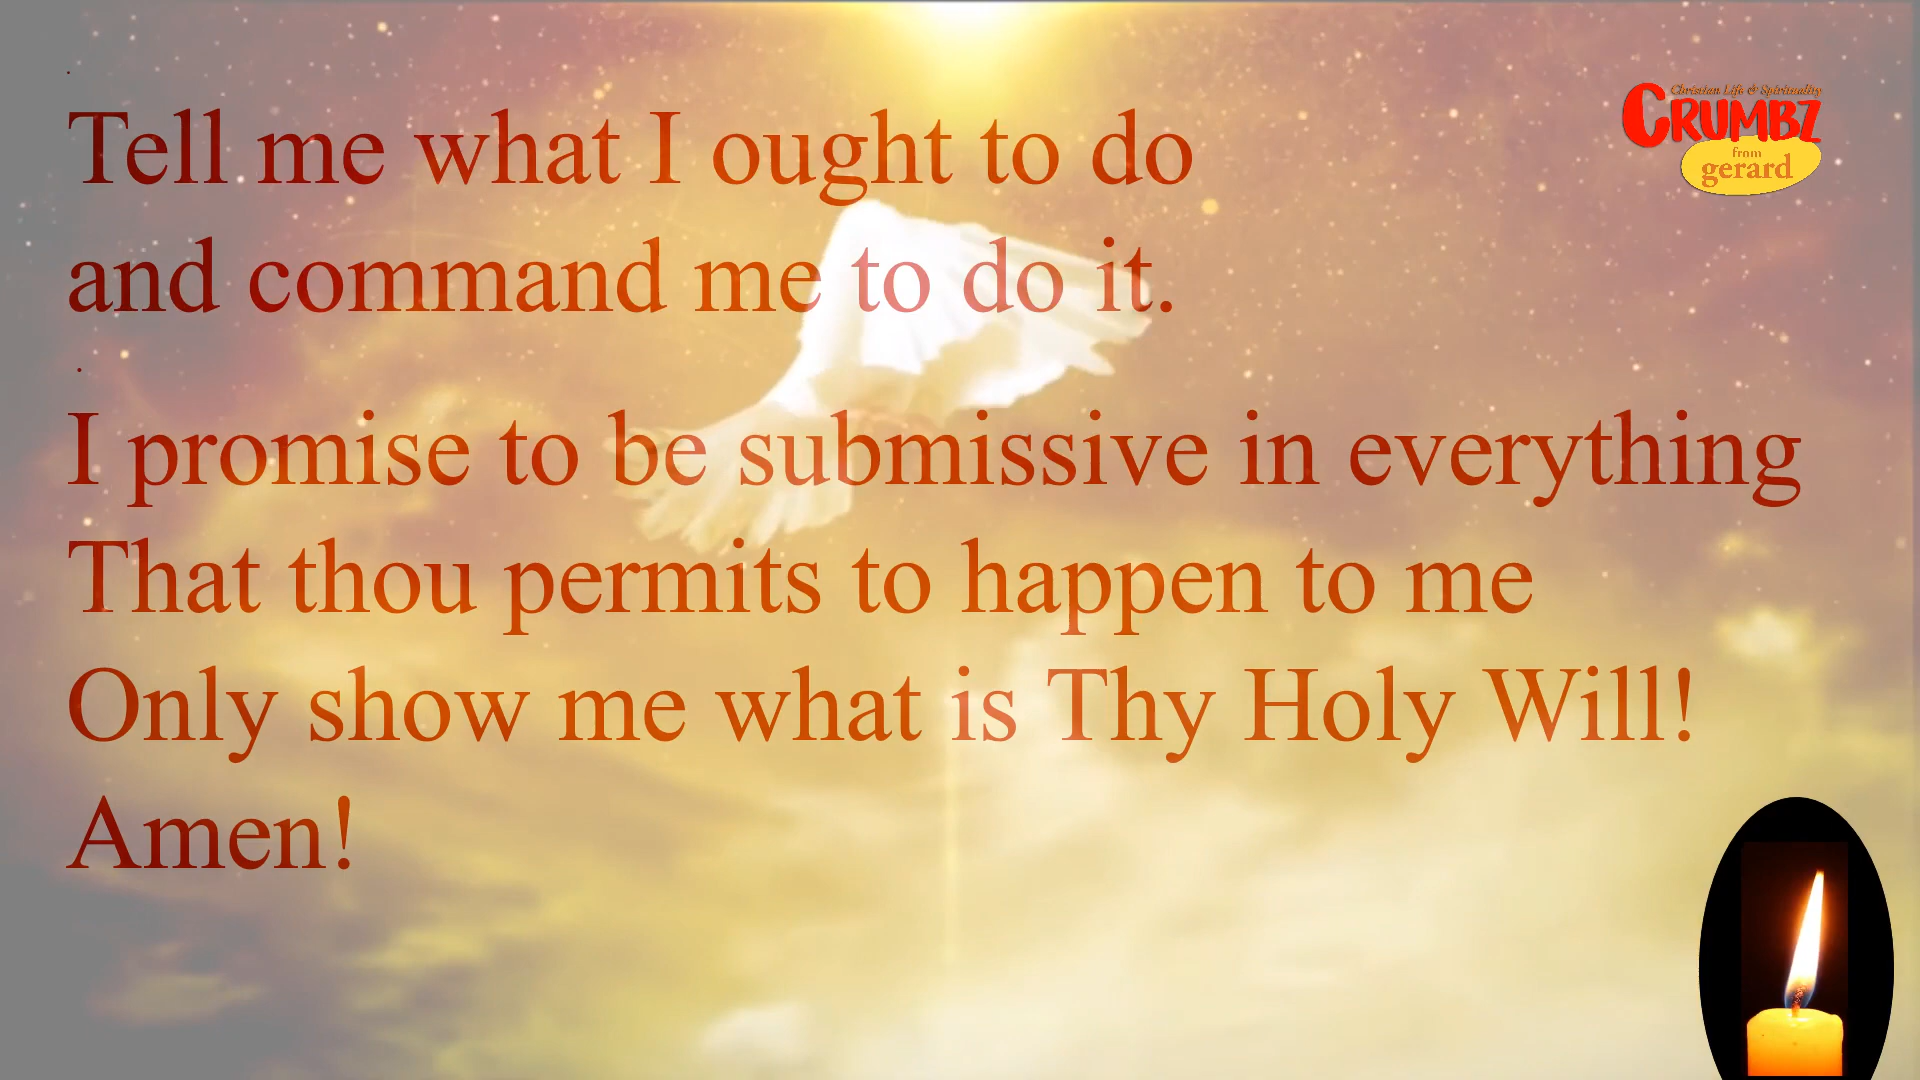 Christian Life & Spirituality
CRUMBZ
from
gerard
Tell me what I ought to do
and command me to do it.
I promise to be submissive in everything
That thou permits to happen to me
Only show me what is Thy Holy Will!
Amen!